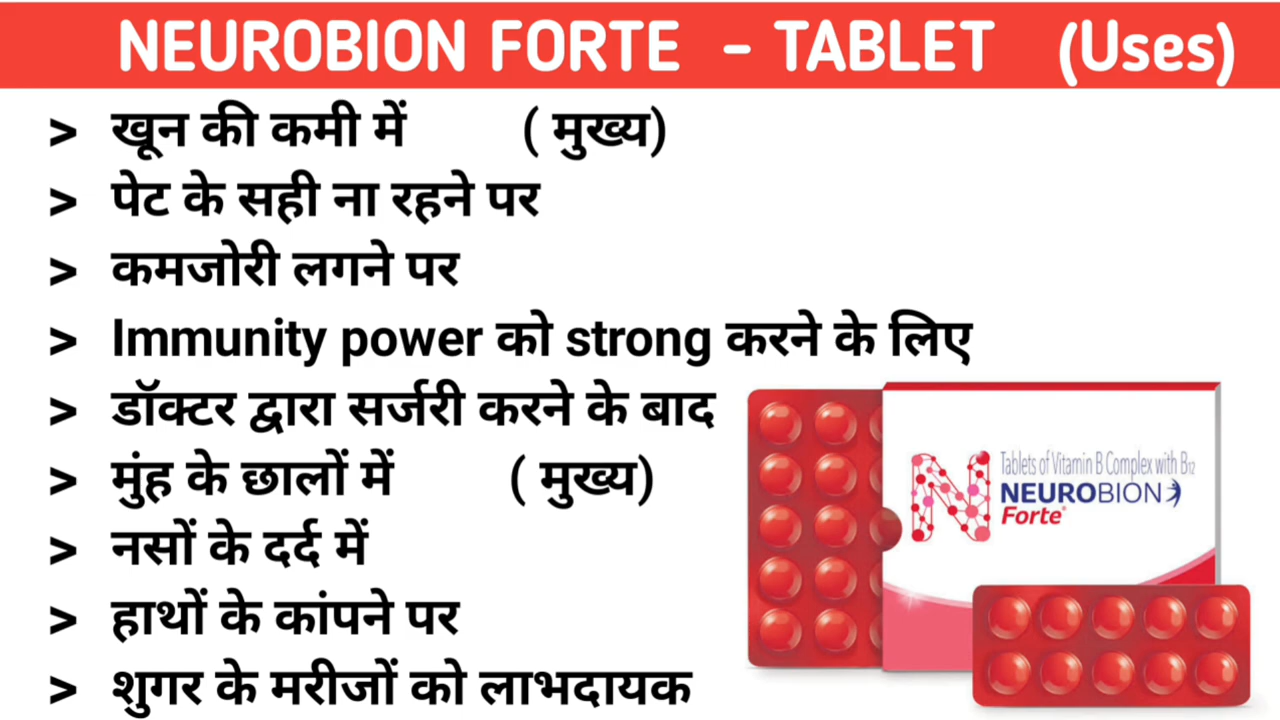 NEUROBION FORTE - TABLET (Uses)
> खून की कमी में ( मुख्य)
> पेट के सही ना रहने पर
> कमजोरी लगने पर
> Immunity power को strong करने के लिए
> डॉक्टर द्वारा सर्जरी करने के बाद
> मुंह के छालों में ( मुख्य)
> नसों के दर्द में
> हाथों के कांपने पर
> शुगर के मरीजों को लाभदायक
Tablets of Vitamin B Complex with B12
NEUROBION
Forte®